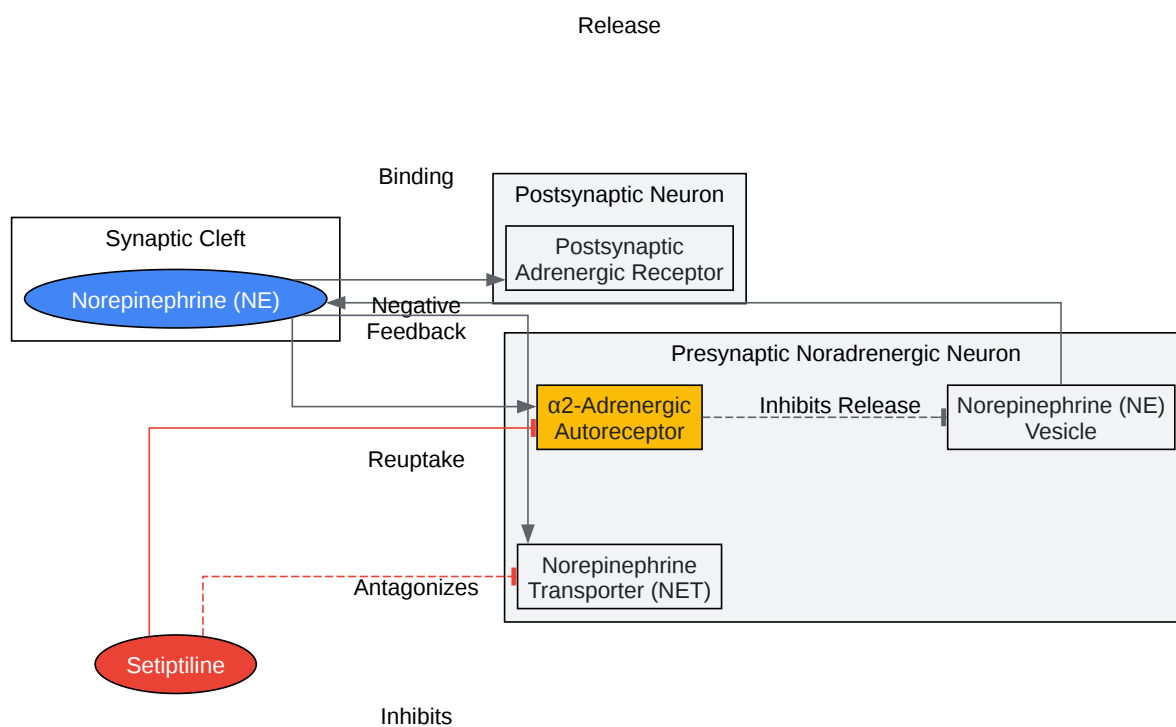 Release
Binding
Postsynaptic Neuron
Postsynaptic
Adrenergic Receptor
Synaptic Cleft
Norepinephrine (NE)
Negative
Feedback
Presynaptic Noradrenergic Neuron
α2-Adrenergic
Autoreceptor
Inhibits Release
Norepinephrine (NE)
Vesicle
Reuptake
Norepinephrine
Transporter (NET)
Antagonizes
Setiptiline
Inhibits